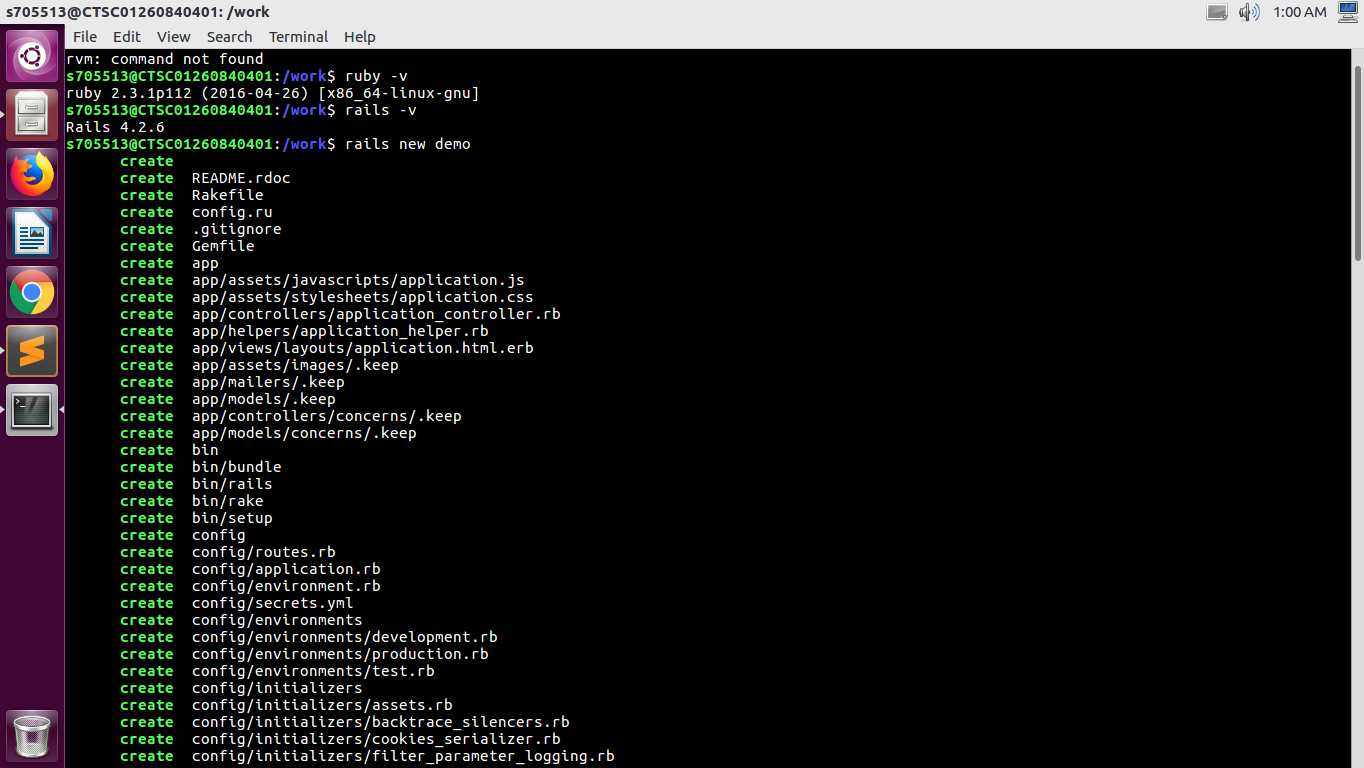 s705513@CTSC01260840401: /work
1:00 AM
File Edit View Search Terminal Help
rvm: command not found
s705513@CTSC01260840401:/work$ ruby -v
ruby 2.3.1p112 (2016-04-26) [x86_64-linux-gnu]
s705513@CTSC01260840401:/work$ rails -v
Rails 4.2.6
s705513@CTSC01260840401:/work$ rails new demo
create
create README.rdoc
create Rakefile
create config.ru
create .gitignore
create Gemfile
create app
create app/assets/javascripts/application.js
create app/assets/stylesheets/application.css
create app/controllers/application_controller.rb
create app/helpers/application_helper.rb
create app/views/layouts/application.html.erb
create app/assets/images/.keep
create app/mailers/.keep
create app/models/.keep
create app/controllers/concerns/.keep
create app/models/concerns/.keep
create bin
create bin/bundle
create bin/rails
create bin/rake
create bin/setup
create config
create config/routes.rb
create config/application.rb
create config/environment.rb
create config/secrets.yml
create config/environments
create config/environments/development.rb
create config/environments/production.rb
create config/environments/test.rb
create config/initializers
create config/initializers/assets.rb
create config/initializers/backtrace_silencers.rb
create config/initializers/cookies_serializer.rb
create config/initializers/filter_parameter_logging.rb